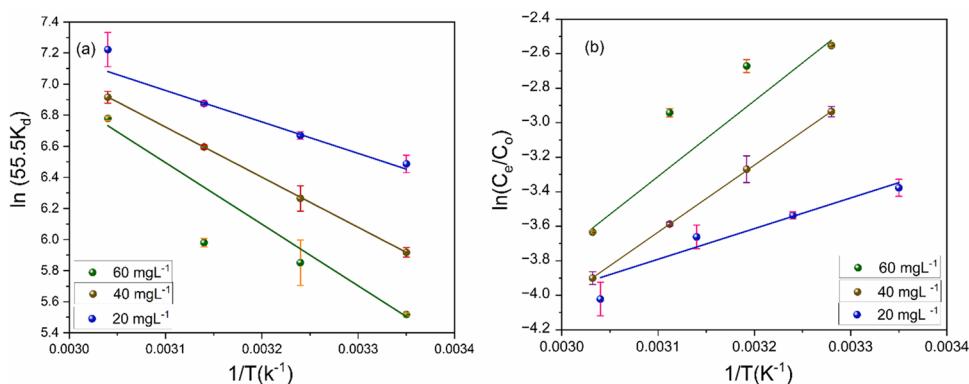 (a)
7.4
7.2
7.0
6.8
6.6
6.4
6.2
6.0
5.8
5.6
5.4
ln (55.5K_d)
60 mgL⁻¹
40 mgL⁻¹
20 mgL⁻¹
0.0030 0.0031 0.0032 0.0033 0.0034
1/T(k⁻¹)
(b)
−2.4
−2.6
−2.8
−3.0
−3.2
−3.4
−3.6
−3.8
−4.0
−4.2
ln(C_e/C_o)
60 mgL⁻¹
40 mgL⁻¹
20 mgL⁻¹
0.0030 0.0031 0.0032 0.0033 0.0034
1/T(K⁻¹)